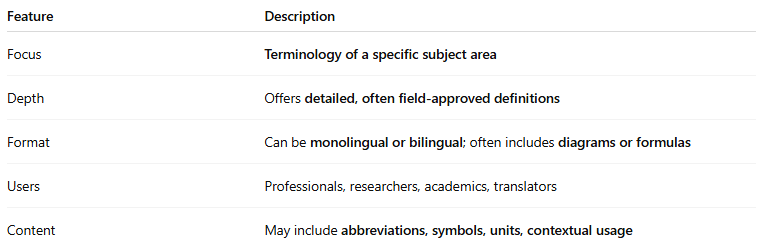 Feature Description
Focus Terminology of a specific subject area
Depth Offers detailed, often field-approved definitions
Format Can be monolingual or bilingual; often includes diagrams or formulas
Users Professionals, researchers, academics, translators
Content May include abbreviations, symbols, units, contextual usage